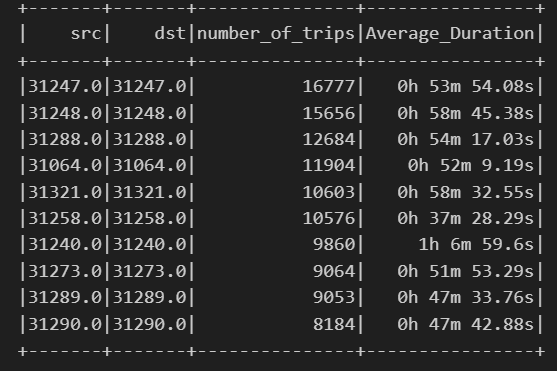 +-------+-------+---------------+----------------+
|    src|    dst|number_of_trips|Average_Duration|
+-------+-------+---------------+----------------+
|31247.0|31247.0|          16777|   0h 53m 54.08s|
|31248.0|31248.0|          15656|   0h 58m 45.38s|
|31288.0|31288.0|          12684|   0h 54m 17.03s|
|31064.0|31064.0|          11904|    0h 52m 9.19s|
|31321.0|31321.0|          10603|   0h 58m 32.55s|
|31258.0|31258.0|          10576|   0h 37m 28.29s|
|31240.0|31240.0|           9860|     1h 6m 59.6s|
|31273.0|31273.0|           9064|   0h 51m 53.29s|
|31289.0|31289.0|           9053|   0h 47m 33.76s|
|31290.0|31290.0|           8184|   0h 47m 42.88s|
+-------+-------+---------------+----------------+